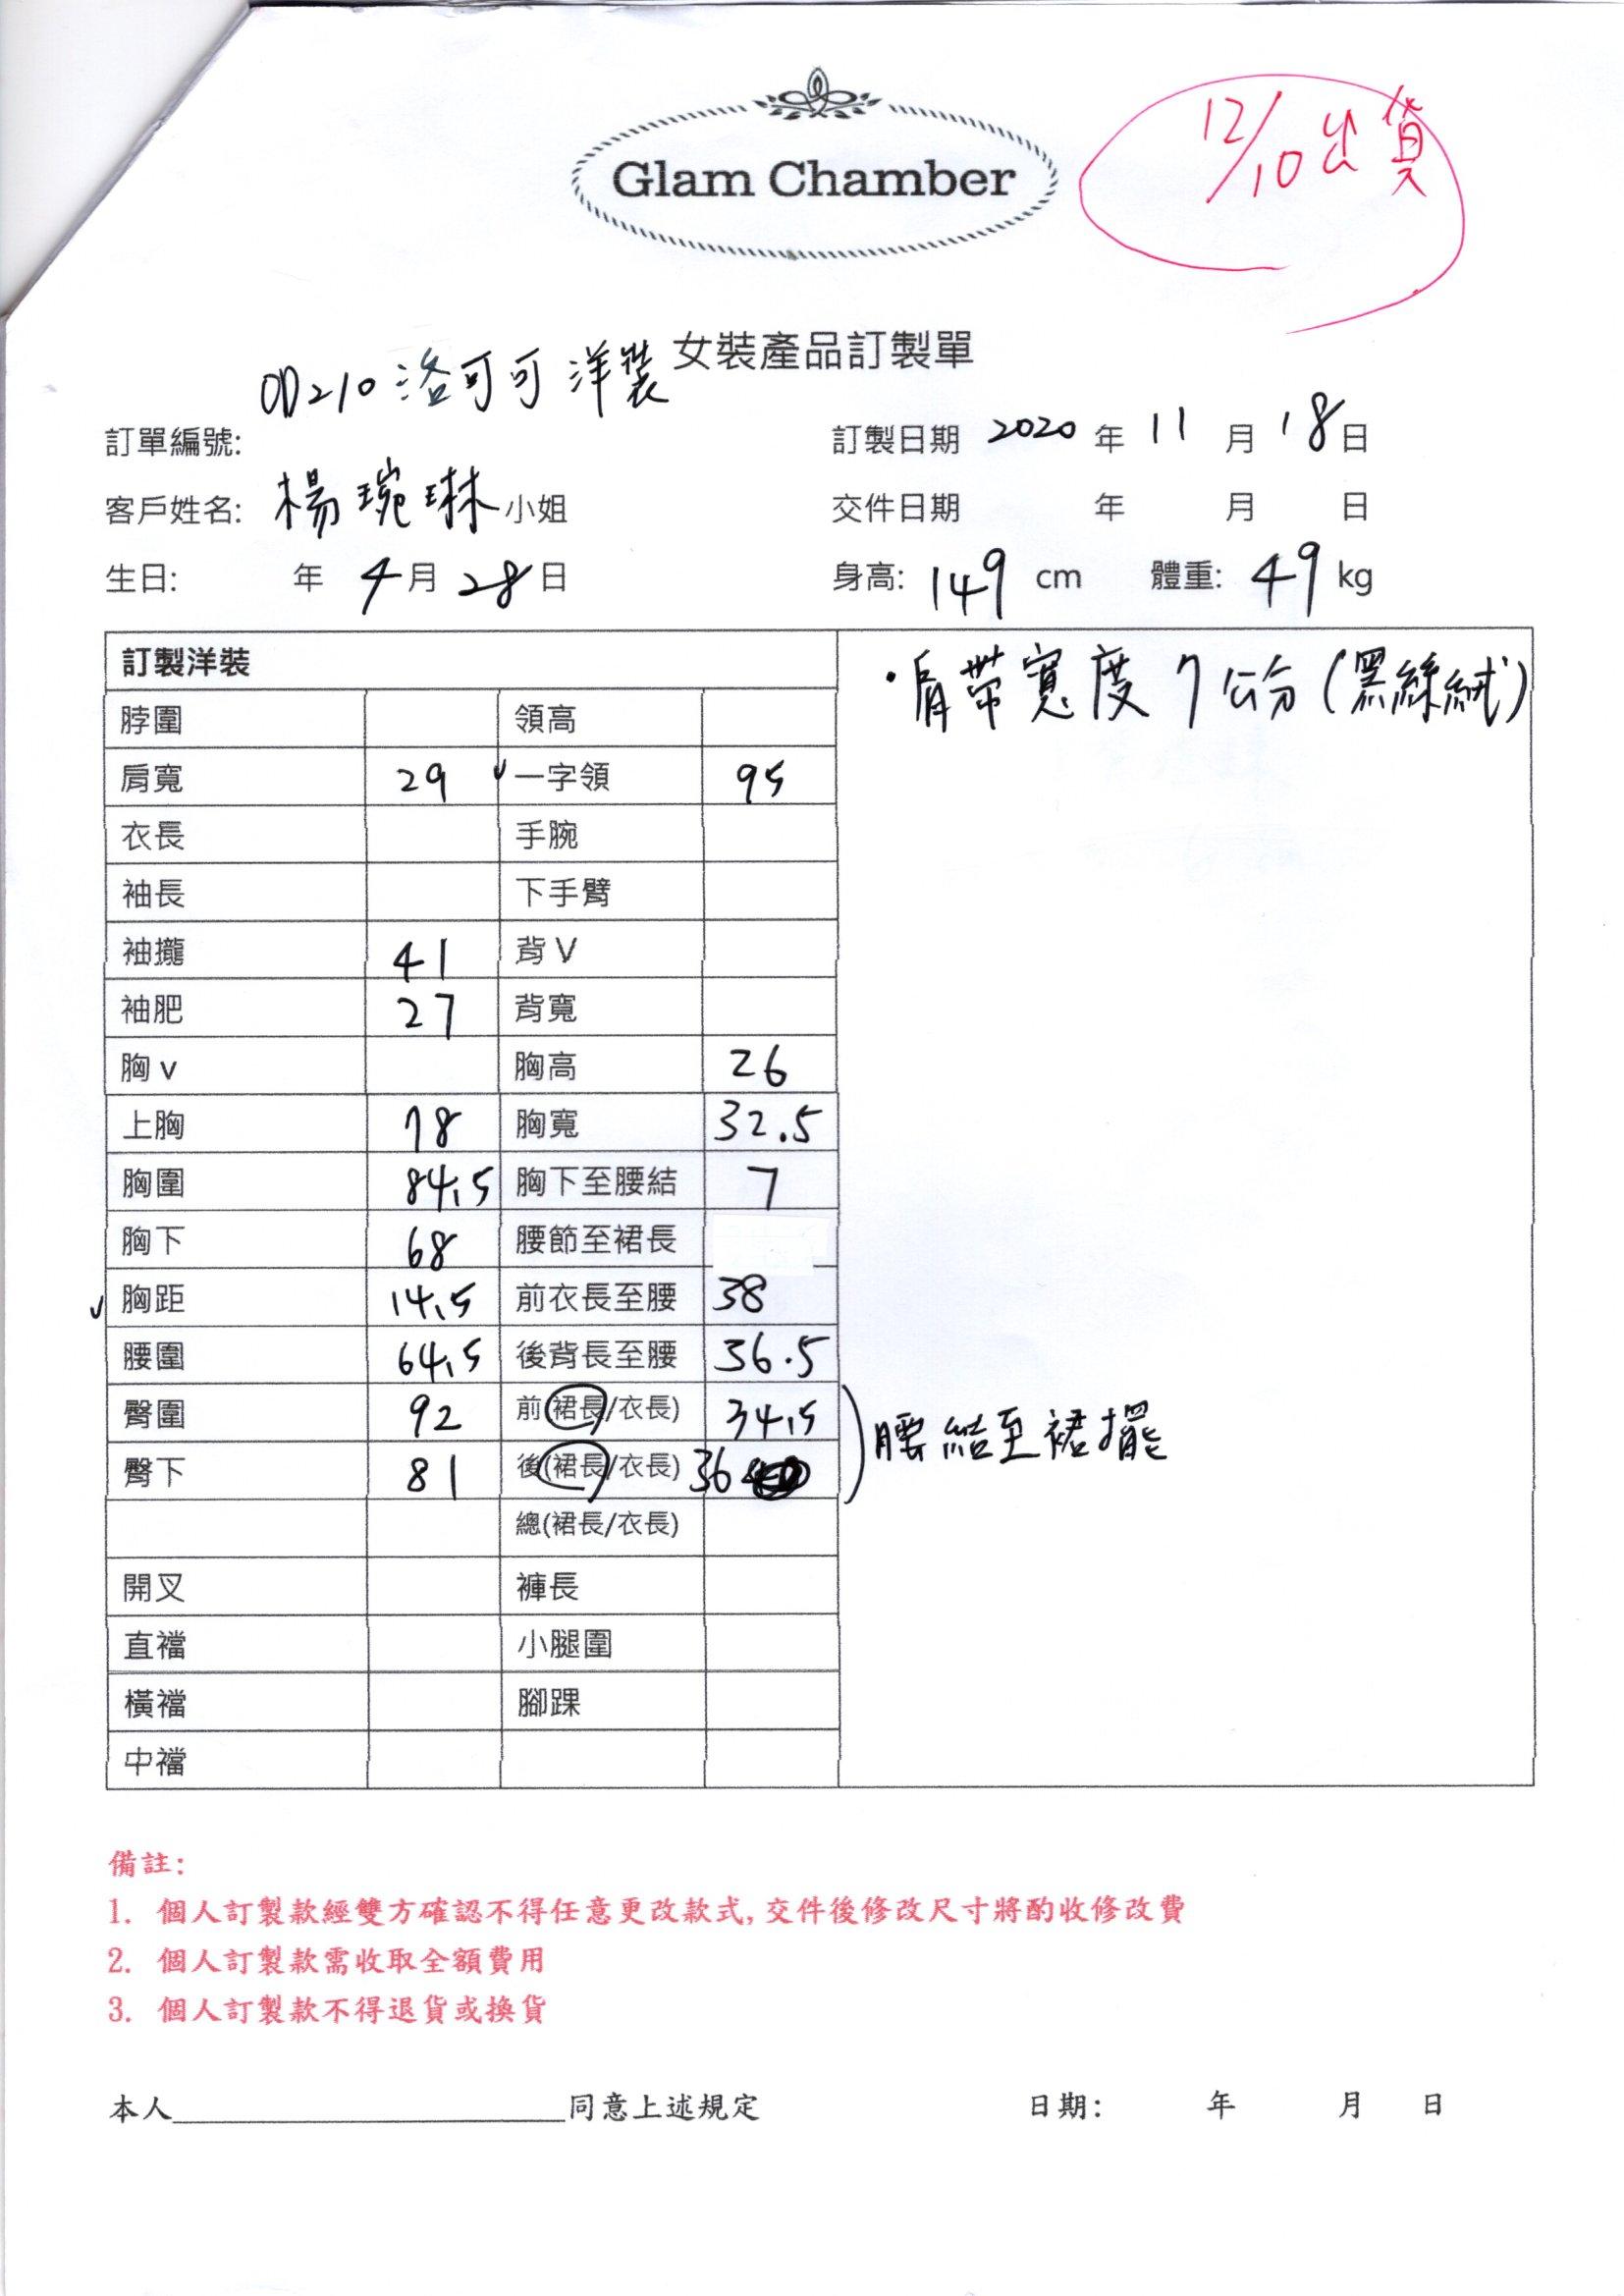 Glam Chamber
12/10出貨
女裝產品訂製單
OD210洛可可洋裝
訂單編號:
訂製日期 2020 年 11 月 18 日
客戶姓名: 楊琬琳 小姐
交件日期 年 月 日
生日: 年 4 月 28 日
身高: 149 cm 體重: 49 kg
訂製洋裝
・肩帶寬度7公分(黑絲絨)
脖圍 領高
肩寬 29 ✓一字領 95
衣長 手腕
袖長 下手臂
袖攏 41 背V
袖肥 27 背寬
胸v 胸高 26
上胸 78 胸寬 32.5
胸圍 84.5 胸下至腰結 7
胸下 68 腰節至裙長
✓胸距 14.5 前衣長至腰 38
腰圍 64.5 後背長至腰 36.5
臀圍 92 前(裙長/衣長) 34.5
臀下 81 後(裙長/衣長) 36
腰結至裙擺
總(裙長/衣長)
開叉 褲長
直襠 小腿圍
橫襠 腳踝
中襠
備註:
1. 個人訂製款經雙方確認不得任意更改款式,交件後修改尺寸將酌收修改費
2. 個人訂製款需收取全額費用
3. 個人訂製款不得退貨或換貨
本人____________________同意上述規定
日期: 年 月 日